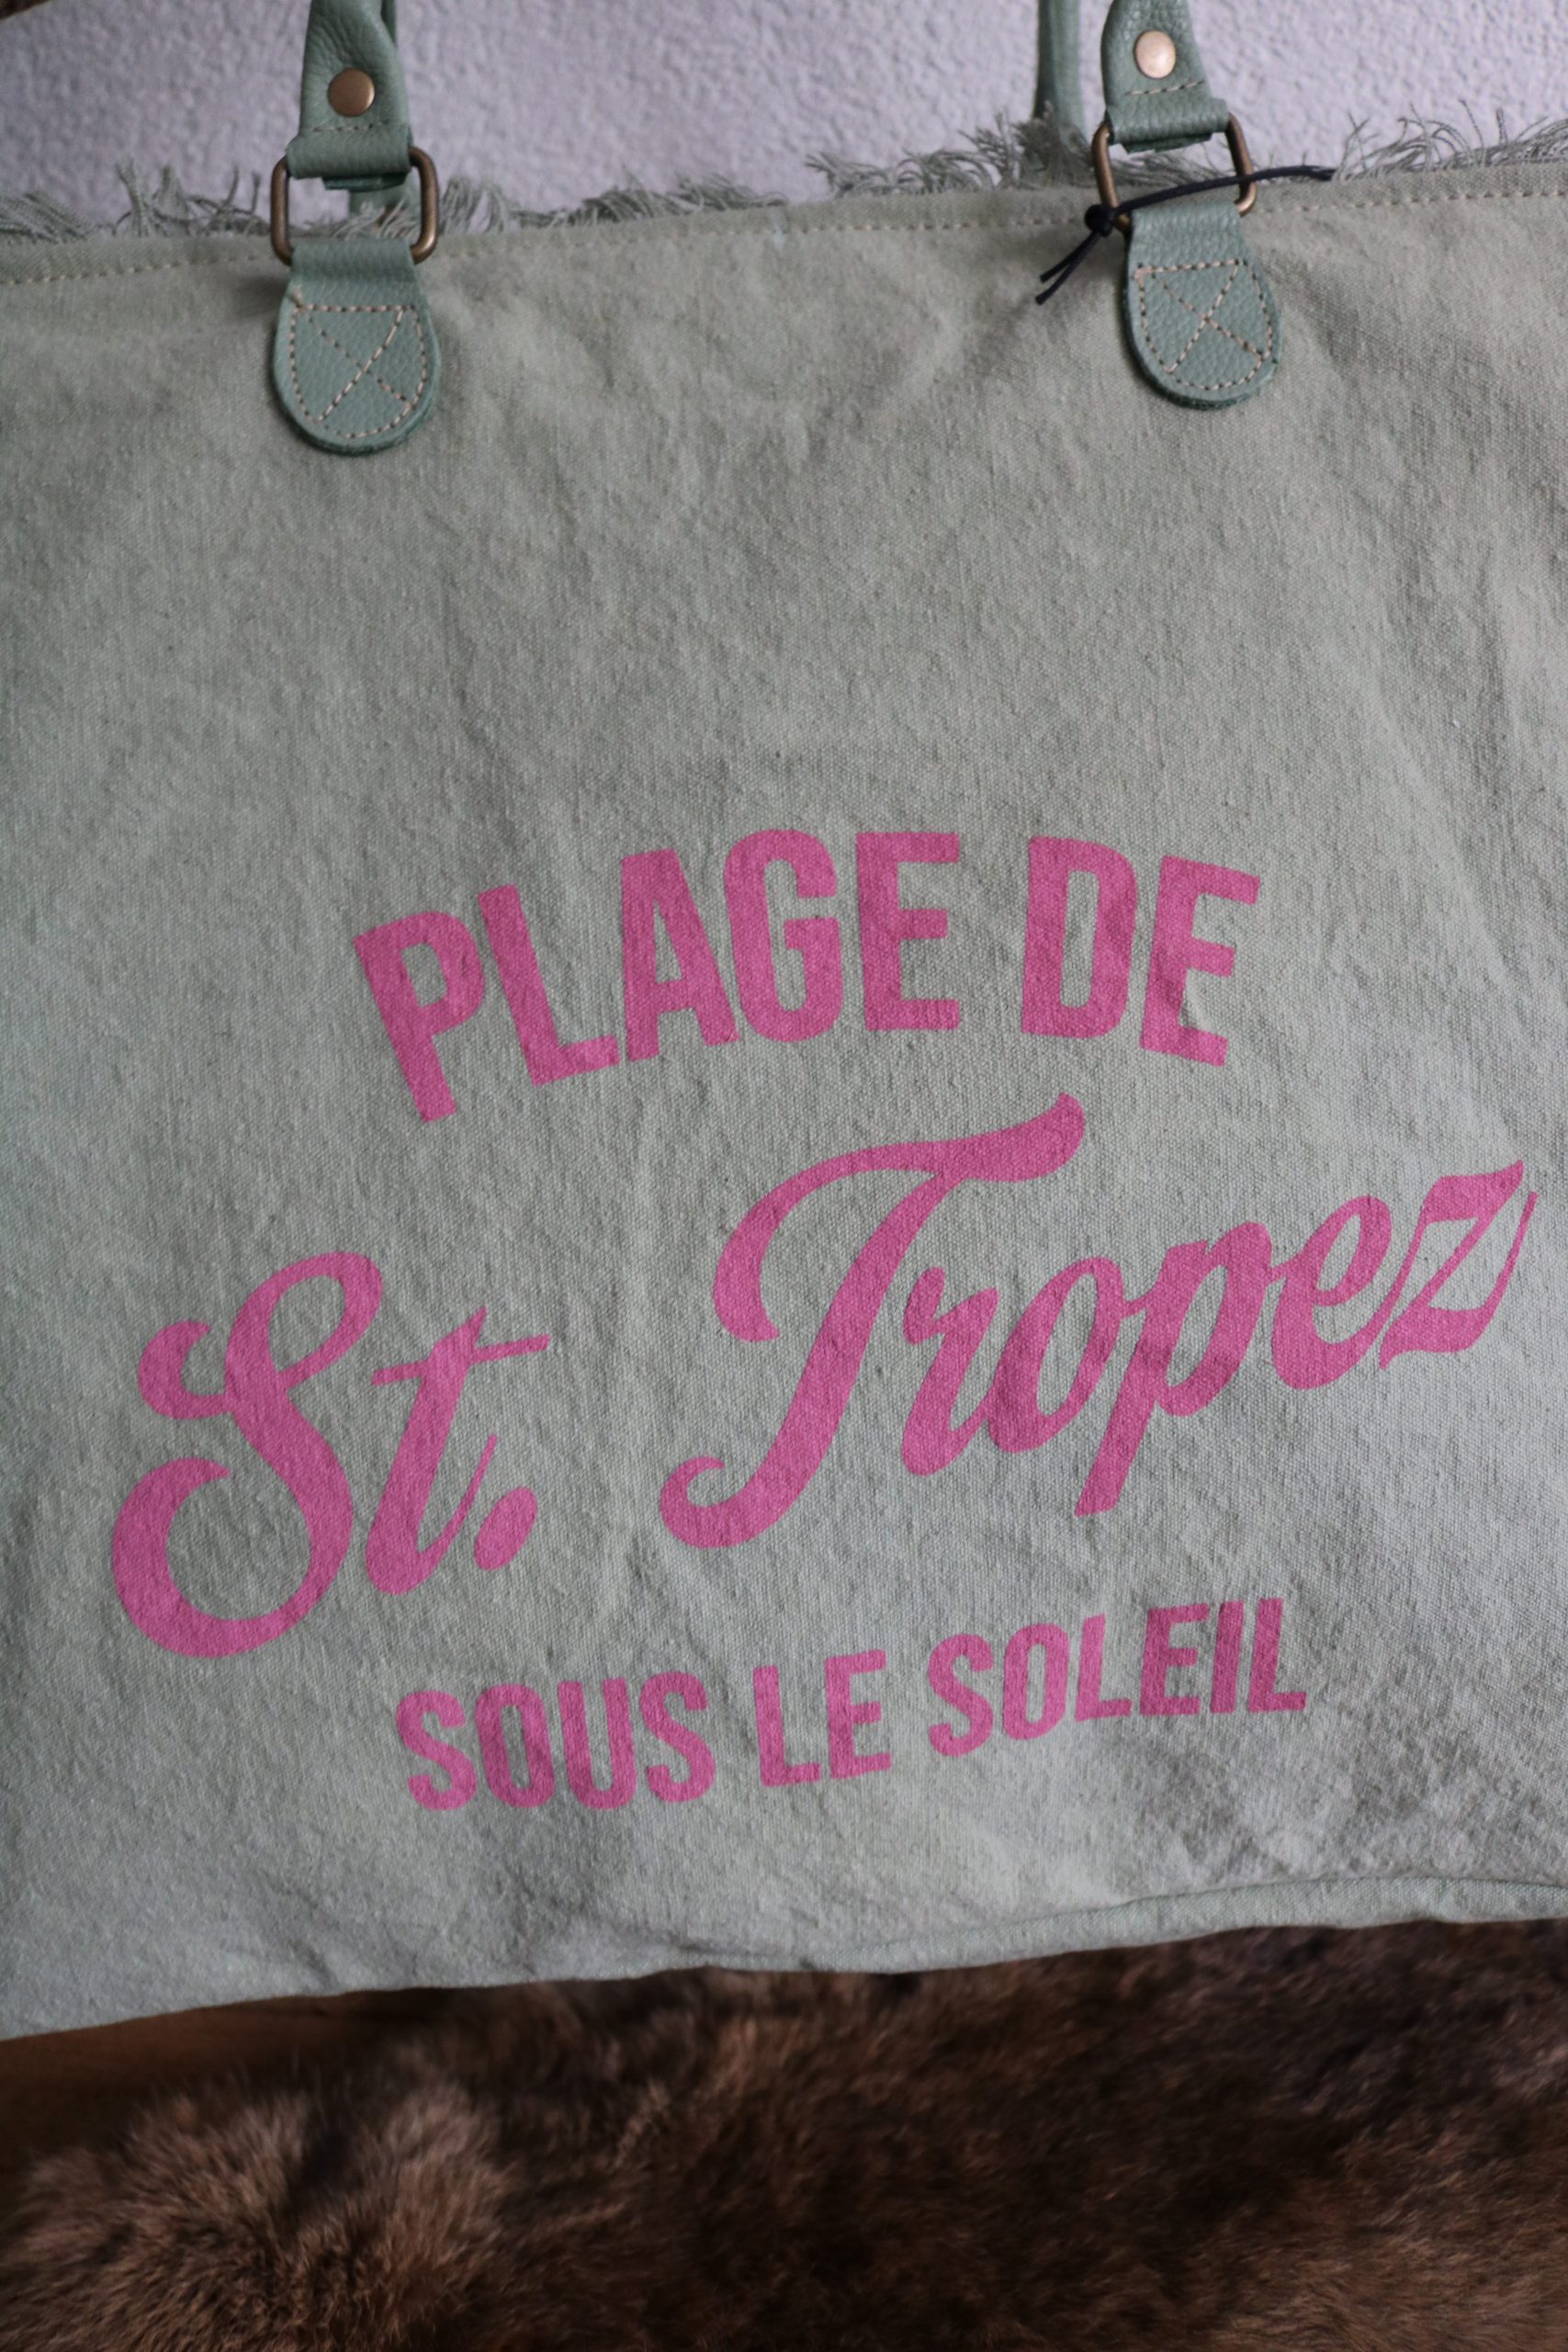 PLAGE DE
St. Tropez
SOUS LE SOLEIL